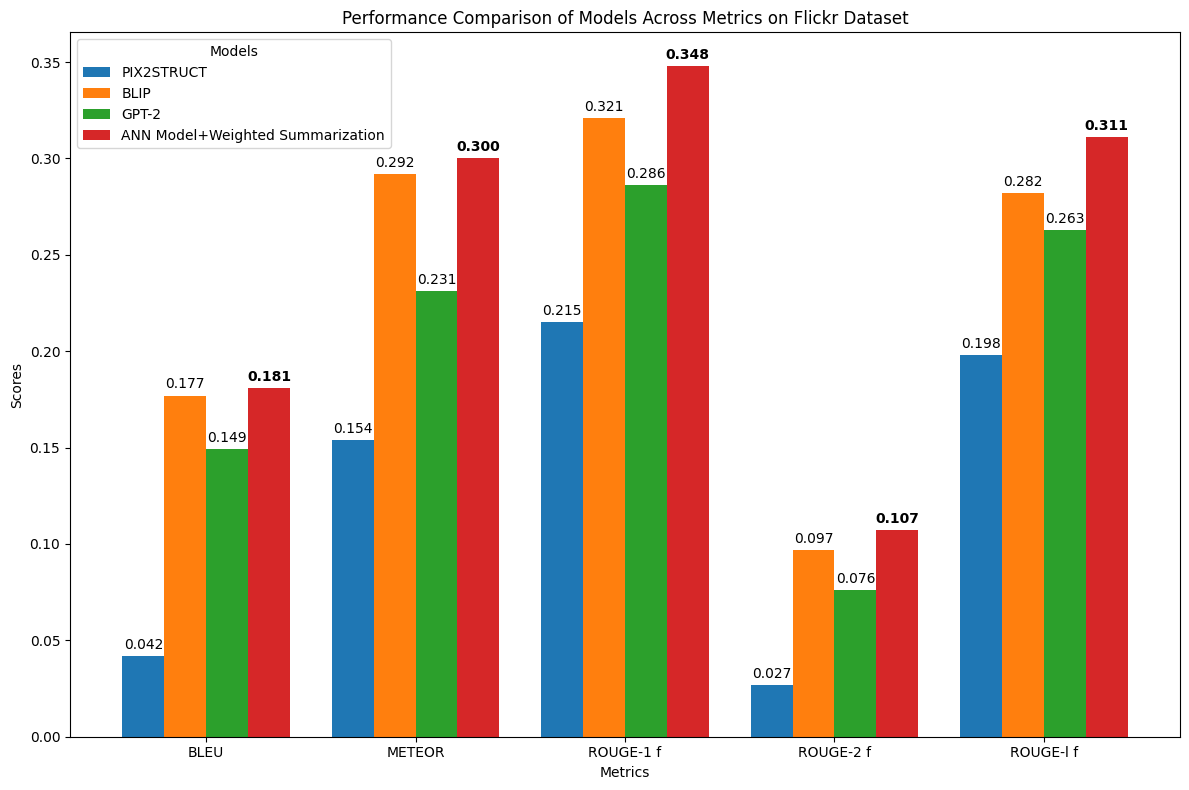 Performance Comparison of Models Across Metrics on Flickr Dataset
Models
PIX2STRUCT
BLIP
GPT-2
ANN Model+Weighted Summarization
Scores
0.35
0.30
0.25
0.20
0.15
0.10
0.05
0.00
0.042
0.177
0.149
0.181
0.154
0.292
0.231
0.300
0.215
0.321
0.286
0.348
0.027
0.097
0.076
0.107
0.198
0.282
0.263
0.311
BLEU
METEOR
ROUGE-1 f
ROUGE-2 f
ROUGE-l f
Metrics